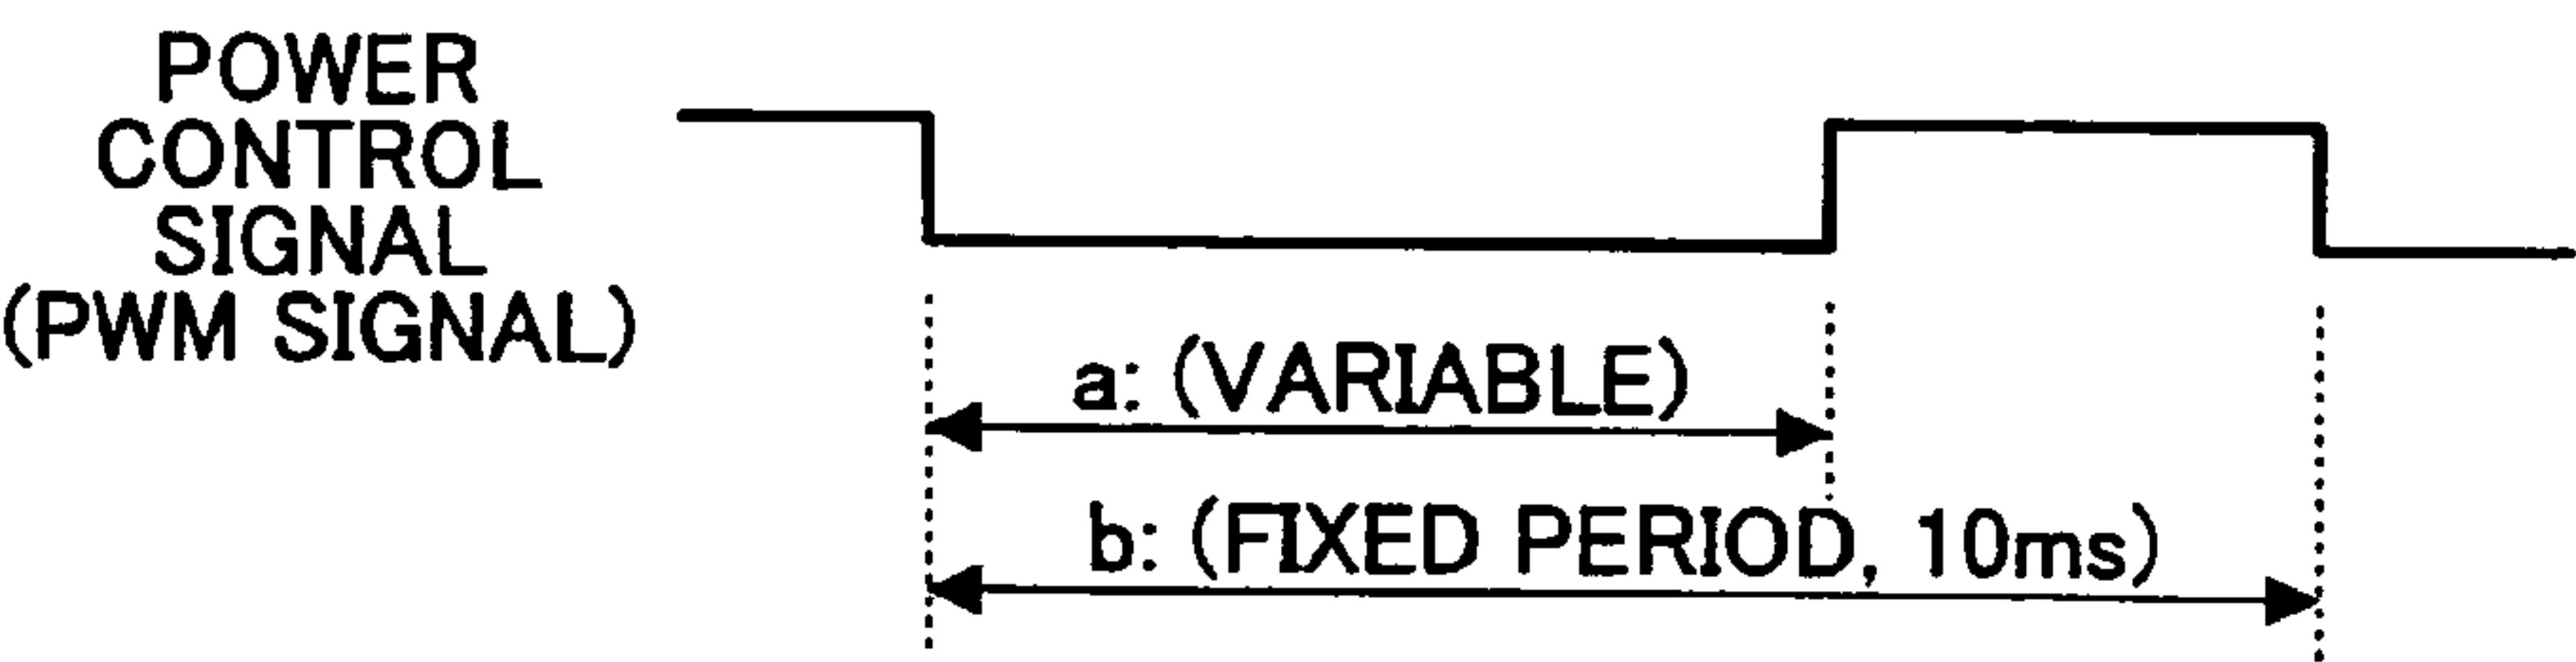 POWER
CONTROL
SIGNAL
(PWM SIGNAL)
a: (VARIABLE)
b: (FIXED PERIOD, 10ms)